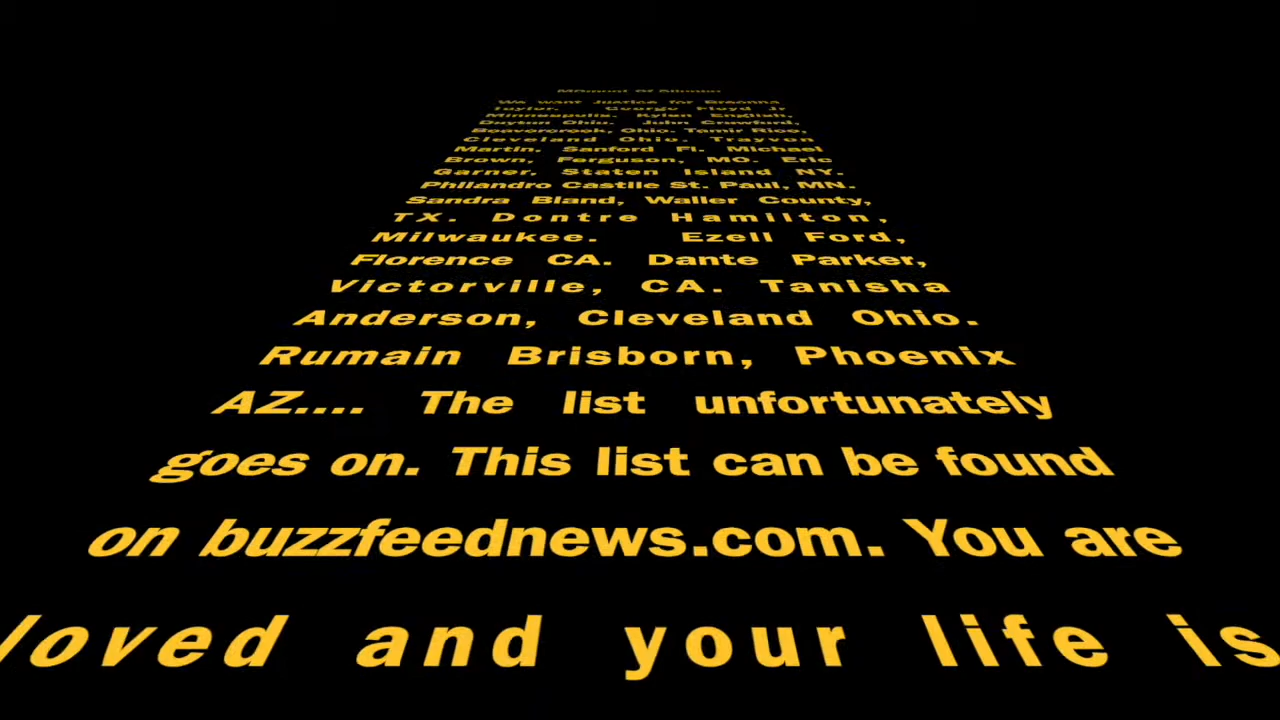 Moment Of Silence
We want Justice for Breonna
Taylor. George Floyd Jr
Minneapolis. Kylen English,
Dayton Ohio. John Crawford,
Beavercreek, Ohio. Tamir Rice,
Cleveland Ohio. Trayvon
Martin, Sanford Fl. Michael
Brown, Ferguson, MO. Eric
Garner, Staten Island NY.
Philandro Castile St. Paul, MN.
Sandra Bland, Waller County,
TX. Dontre Hamilton,
Milwaukee. Ezell Ford,
Florence CA. Dante Parker,
Victorville, CA. Tanisha
Anderson, Cleveland Ohio.
Rumain Brisborn, Phoenix
AZ.... The list unfortunately
goes on. This list can be found
on buzzfeednews.com. You are
loved and your life is